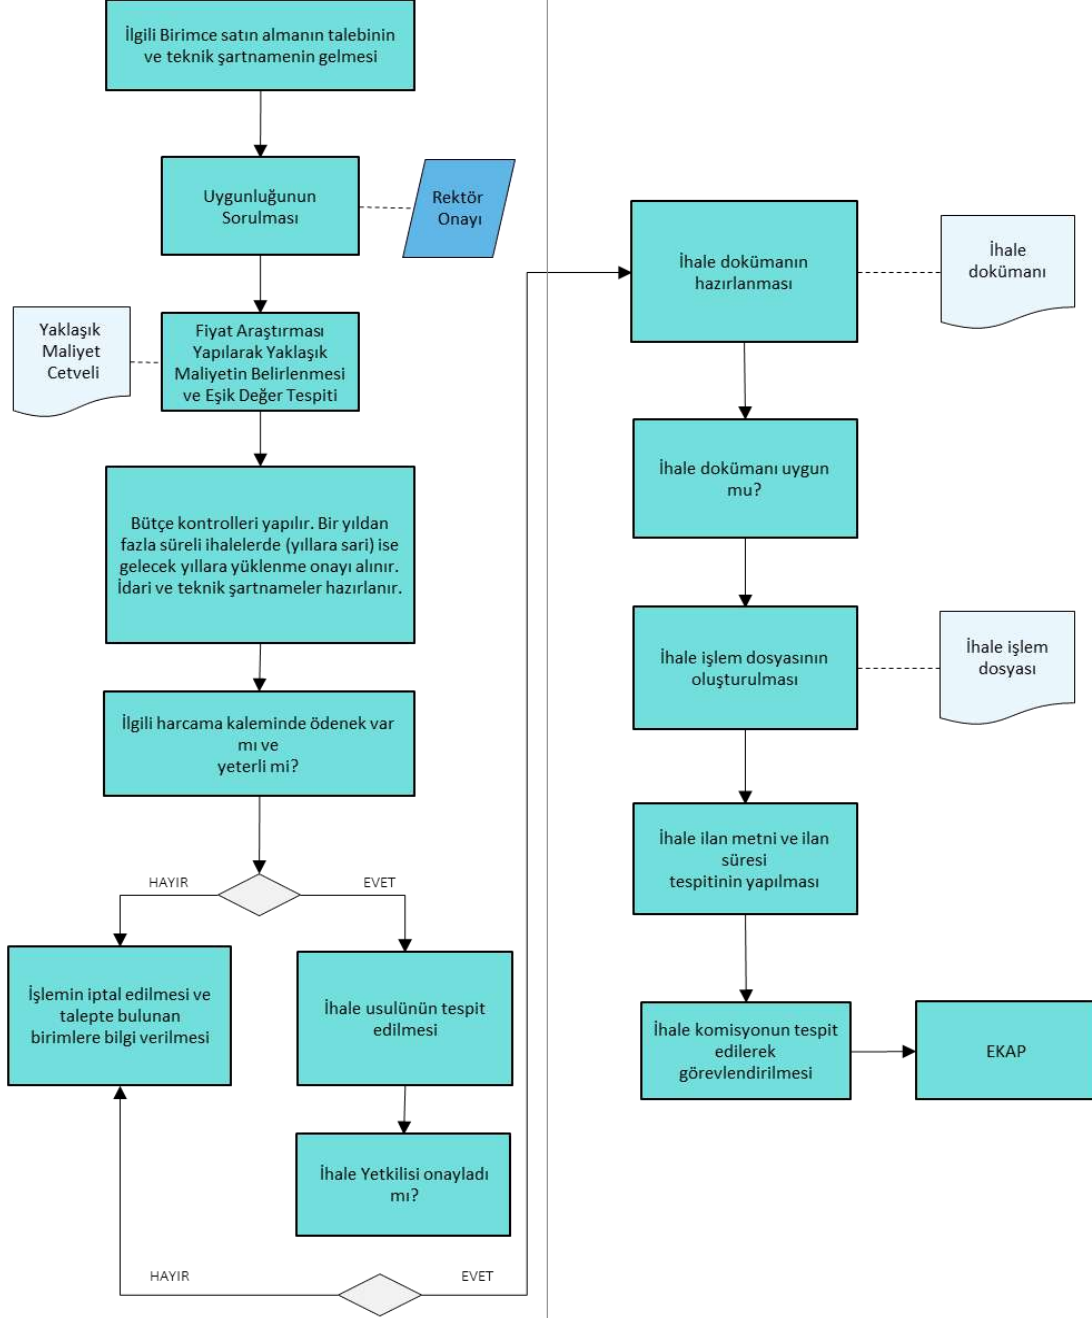 İlgili Birimce satın almanın talebinin
ve teknik şartnamenin gelmesi
Uygunluğunun
Sorulması
Rektör
Onayı
Yaklaşık
Maliyet
Cetveli
Fiyat Araştırması
Yapılarak Yaklaşık
Maliyetin Belirlenmesi
ve Eşik Değer Tespiti
Bütçe kontrolleri yapılır. Bir yıldan
fazla süreli ihalelerde (yıllara sari) ise
gelecek yıllara yüklenme onayı alınır.
İdari ve teknik şartnameler hazırlanır.
İlgili harcama kaleminde ödenek var
mı ve
yeterli mi?
HAYIR
EVET
İşlemin iptal edilmesi ve
talepte bulunan
birimlere bilgi verilmesi
İhale usulünün tespit
edilmesi
İhale Yetkilisi onayladı
mı?
HAYIR
EVET
İhale dokümanın
hazırlanması
İhale
dokümanı
İhale dokümanı uygun
mu?
İhale işlem dosyasının
oluşturulması
İhale işlem
dosyası
İhale ilan metni ve ilan
süresi
tespitinin yapılması
İhale komisyonun tespit
edilerek
görevlendirilmesi
EKAP